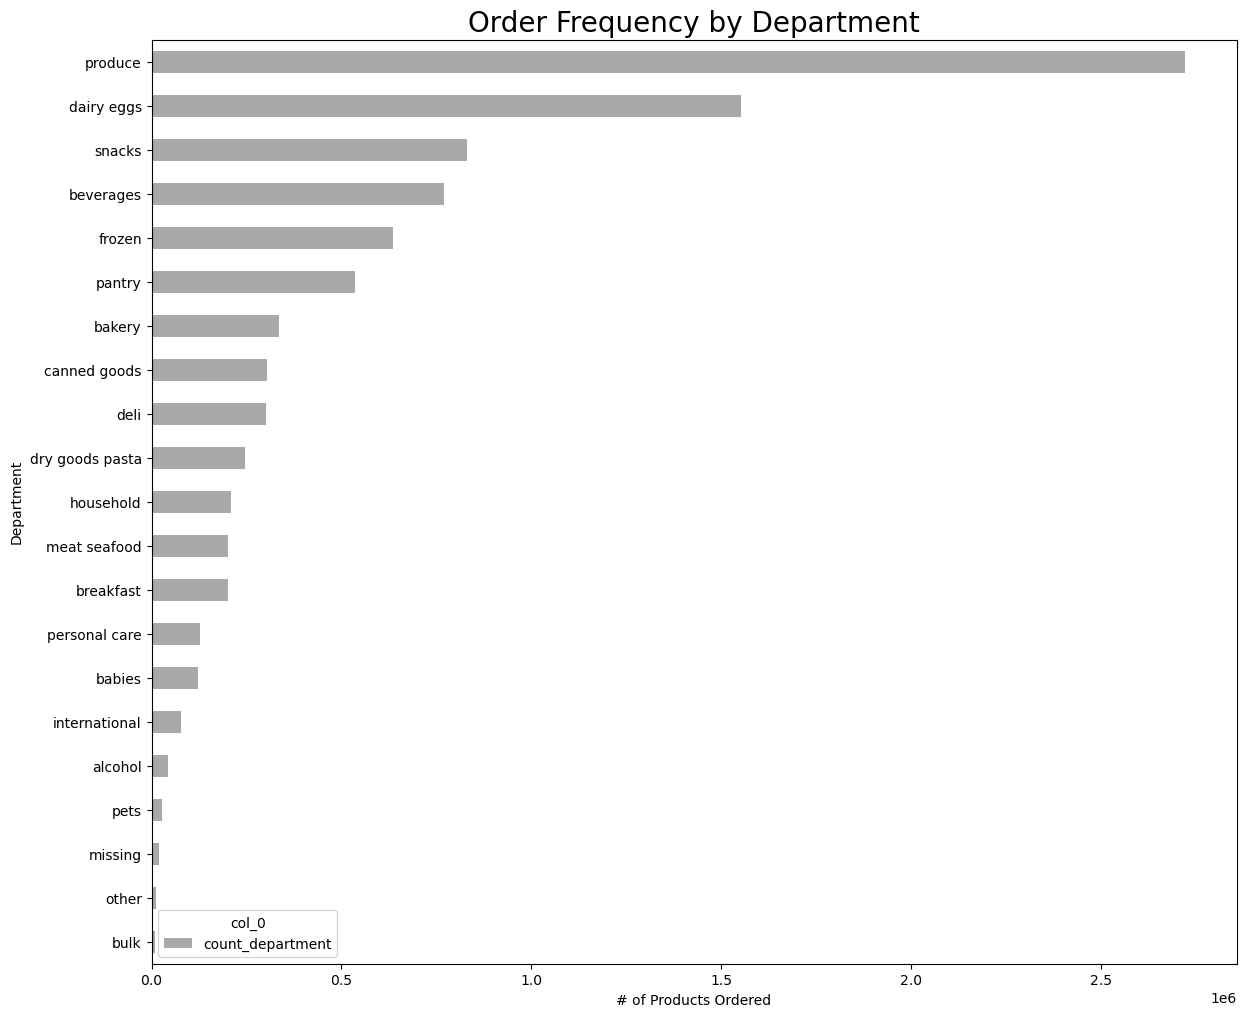 Order Frequency by Department
produce
dairy eggs
snacks
beverages
frozen
pantry
bakery
canned goods
deli
dry goods pasta
household
meat seafood
breakfast
personal care
babies
international
alcohol
pets
missing
other
bulk
Department
col_0
count_department
0.0
0.5
1.0
1.5
2.0
2.5
1e6
# of Products Ordered